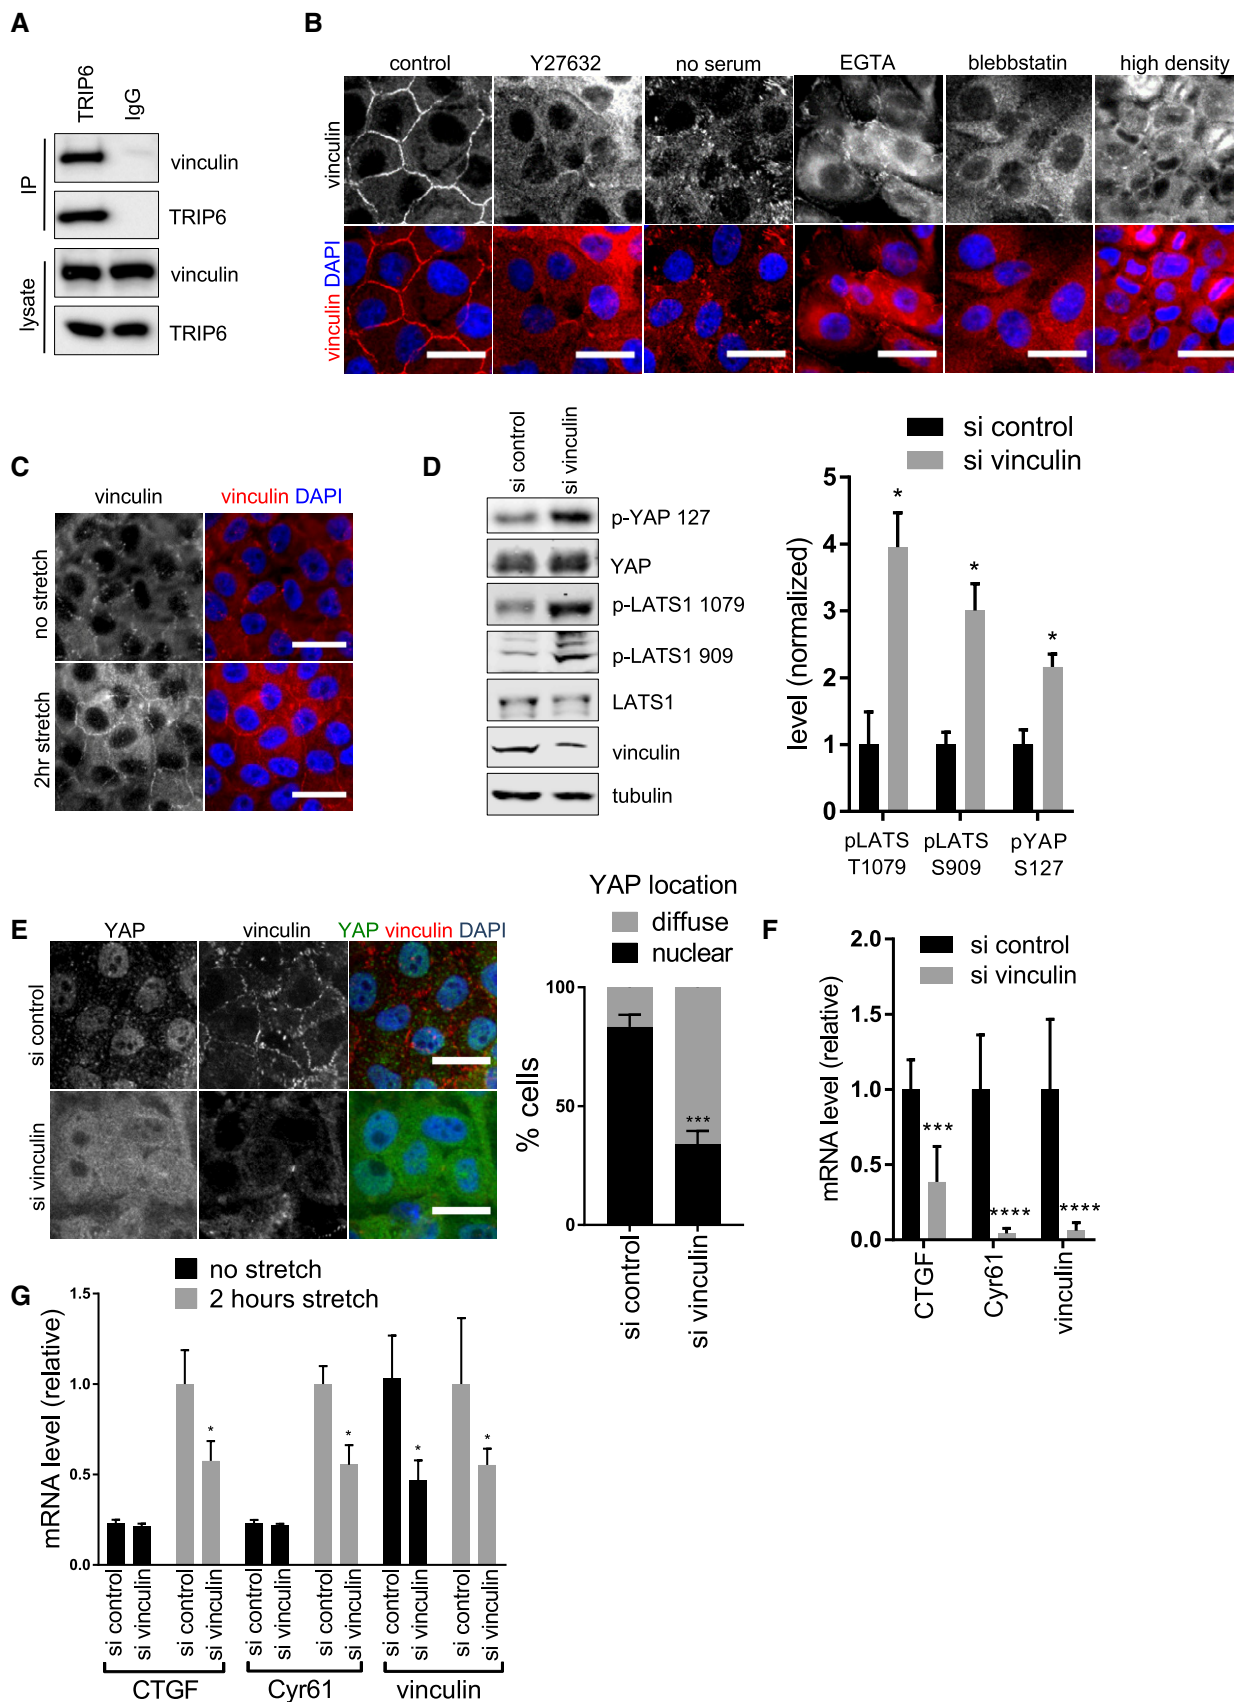 A
TRIP6
IgG
IP
vinculin
TRIP6
lysate
vinculin
TRIP6
B
control
Y27632
no serum
EGTA
blebbstatin
high density
vinculin
vinculin DAPI
C
vinculin
vinculin DAPI
no stretch
2hr stretch
D
si control
si vinculin
p-YAP 127
YAP
p-LATS1 1079
p-LATS1 909
LATS1
vinculin
tubulin
si control
si vinculin
level (normalized)
5
4
3
2
1
0
*
*
*
pLATS T1079
pLATS S909
pYAP S127
E
YAP
vinculin
YAP vinculin DAPI
si control
si vinculin
YAP location
diffuse
nuclear
% cells
100
50
0
***
si control
si vinculin
F
si control
si vinculin
mRNA level (relative)
2.0
1.5
1.0
0.5
0.0
***
****
****
CTGF
Cyr61
vinculin
G
no stretch
2 hours stretch
mRNA level (relative)
1.5
1.0
0.5
0.0
*
*
*
*
si control
si vinculin
si control
si vinculin
si control
si vinculin
si control
si vinculin
si control
si vinculin
si control
si vinculin
CTGF
Cyr61
vinculin